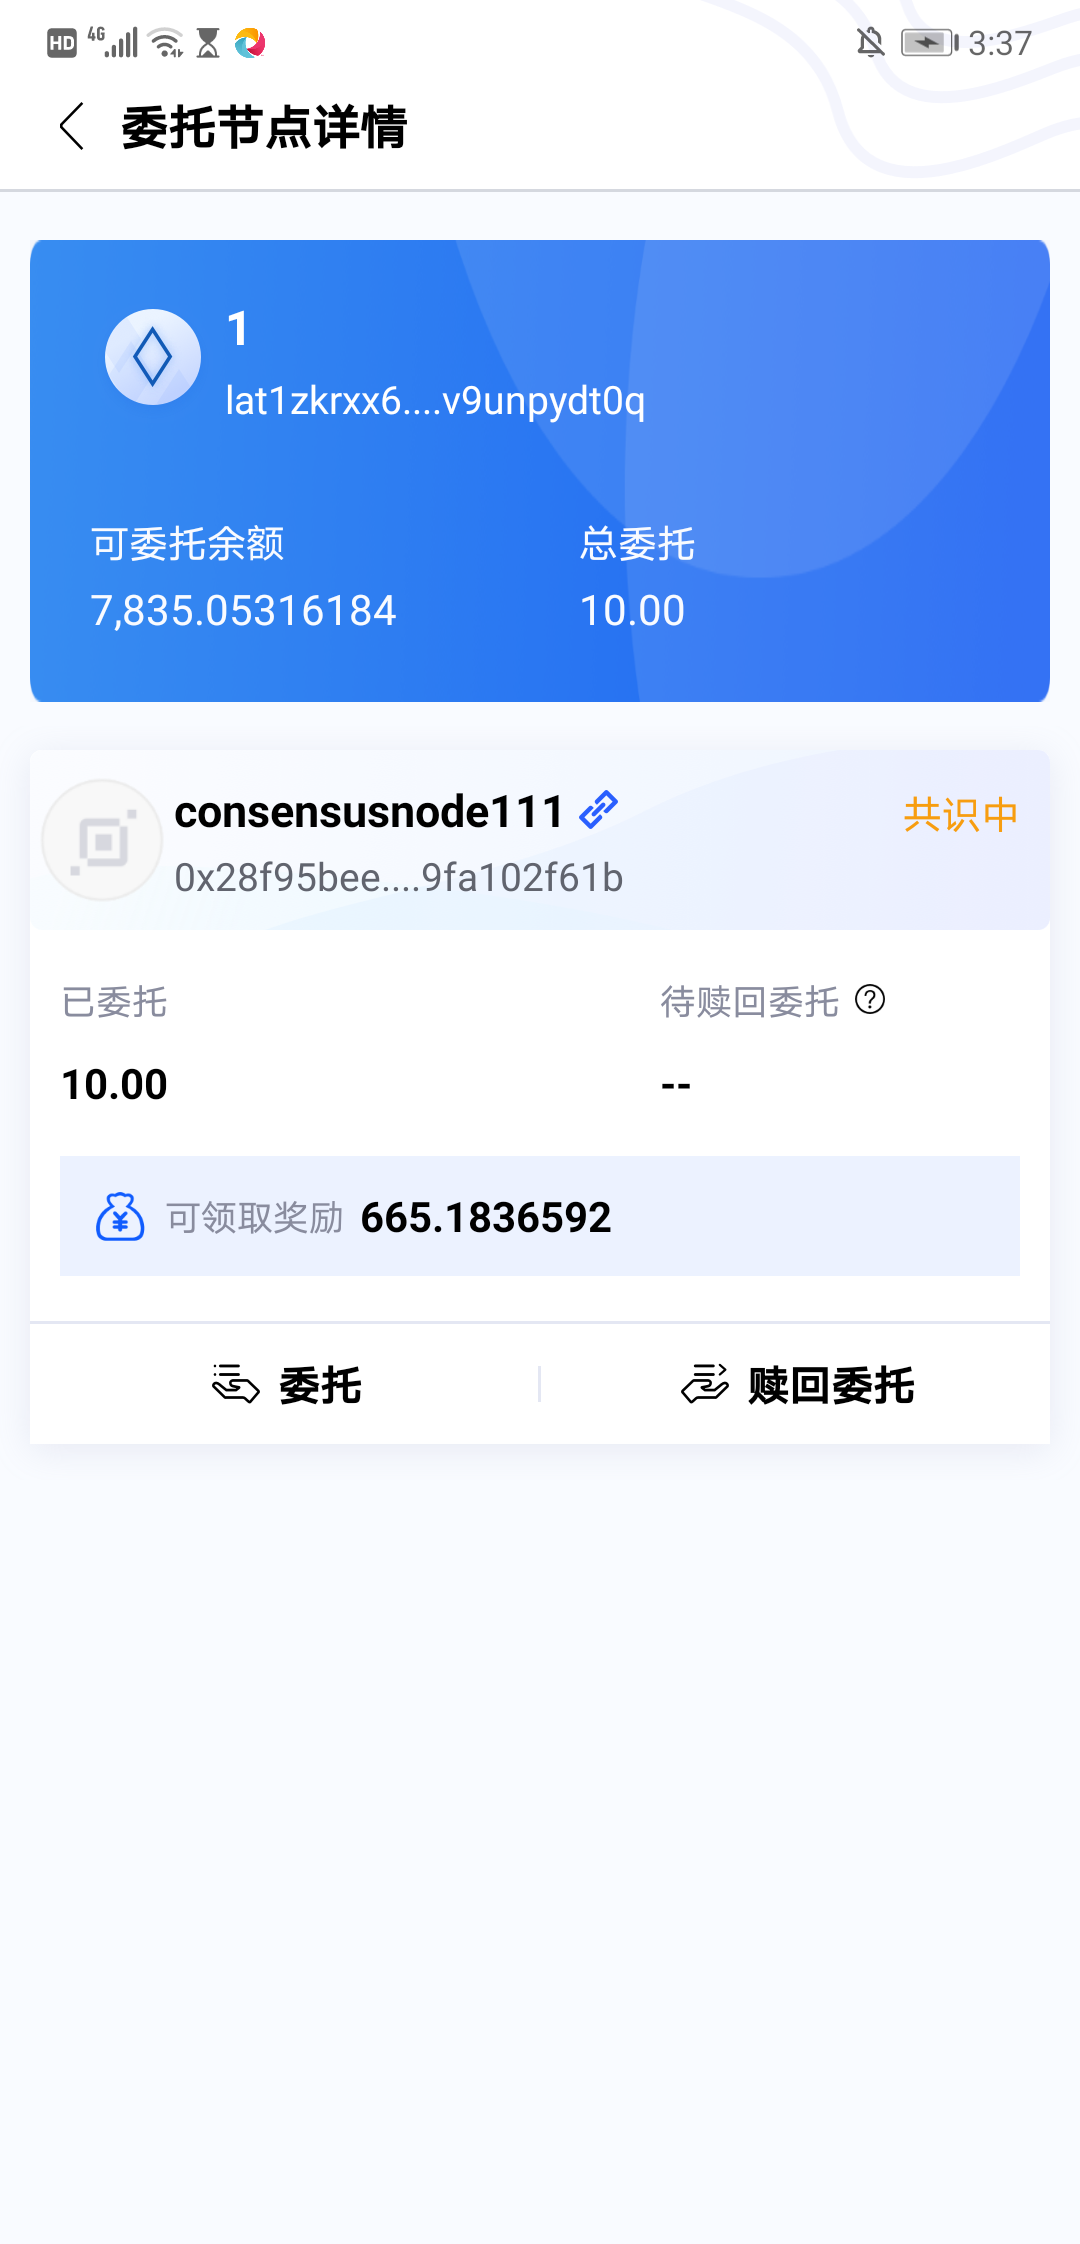 HD 4G 3:37
委托节点详情
1
lat1zkrxx6....v9unpydt0q
可委托余额 总委托
7,835.05316184 10.00
consensusnode111 共识中
0x28f95bee....9fa102f61b
已委托 待赎回委托 ?
10.00 --
¥ 可领取奖励 665.1836592
委托 赎回委托